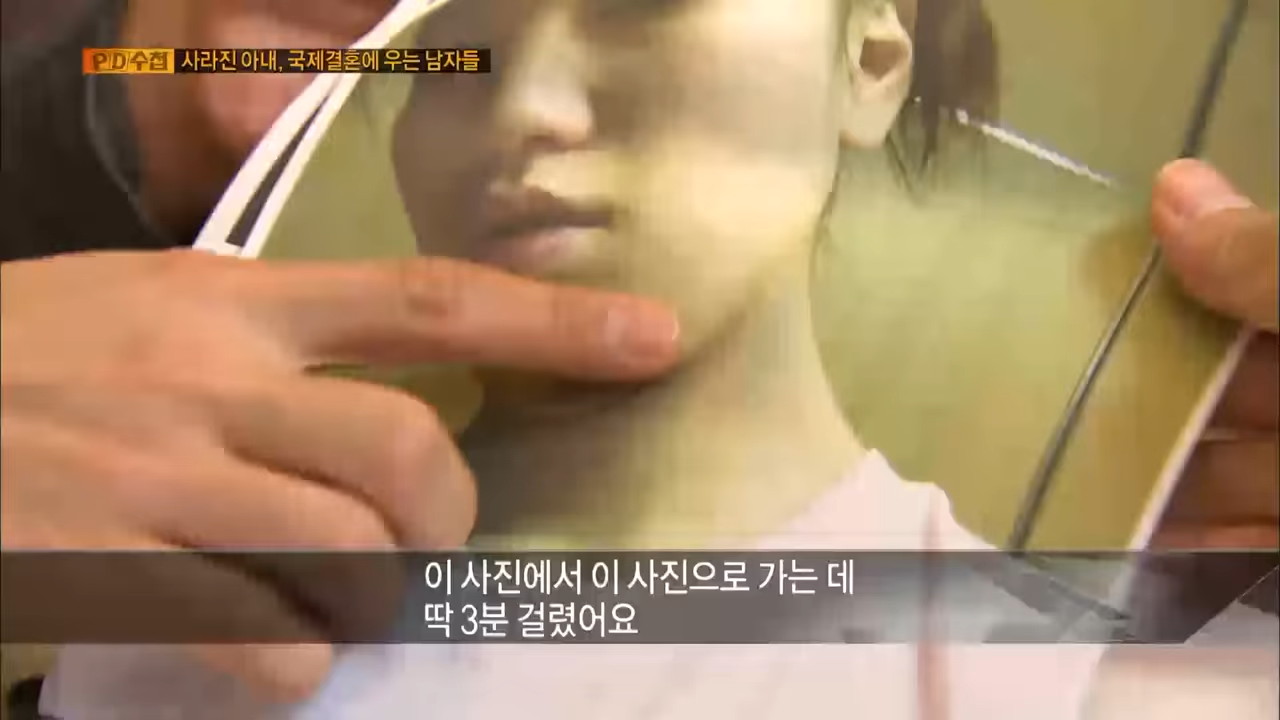 PD수첩 사라진 아내, 국제결혼에 우는 남자들
이 사진에서 이 사진으로 가는 데
딱 3분 걸렸어요